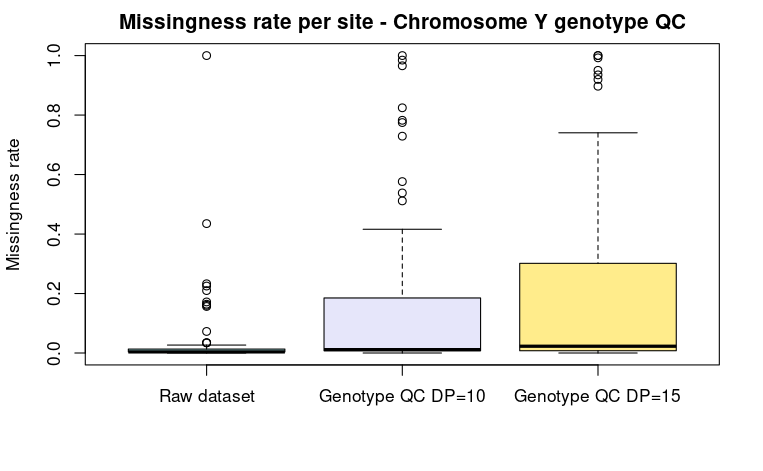 Missingness rate per site - Chromosome Y genotype QC
Missingness rate
1.0
0.8
0.6
0.4
0.2
0.0
Raw dataset
Genotype QC DP=10
Genotype QC DP=15